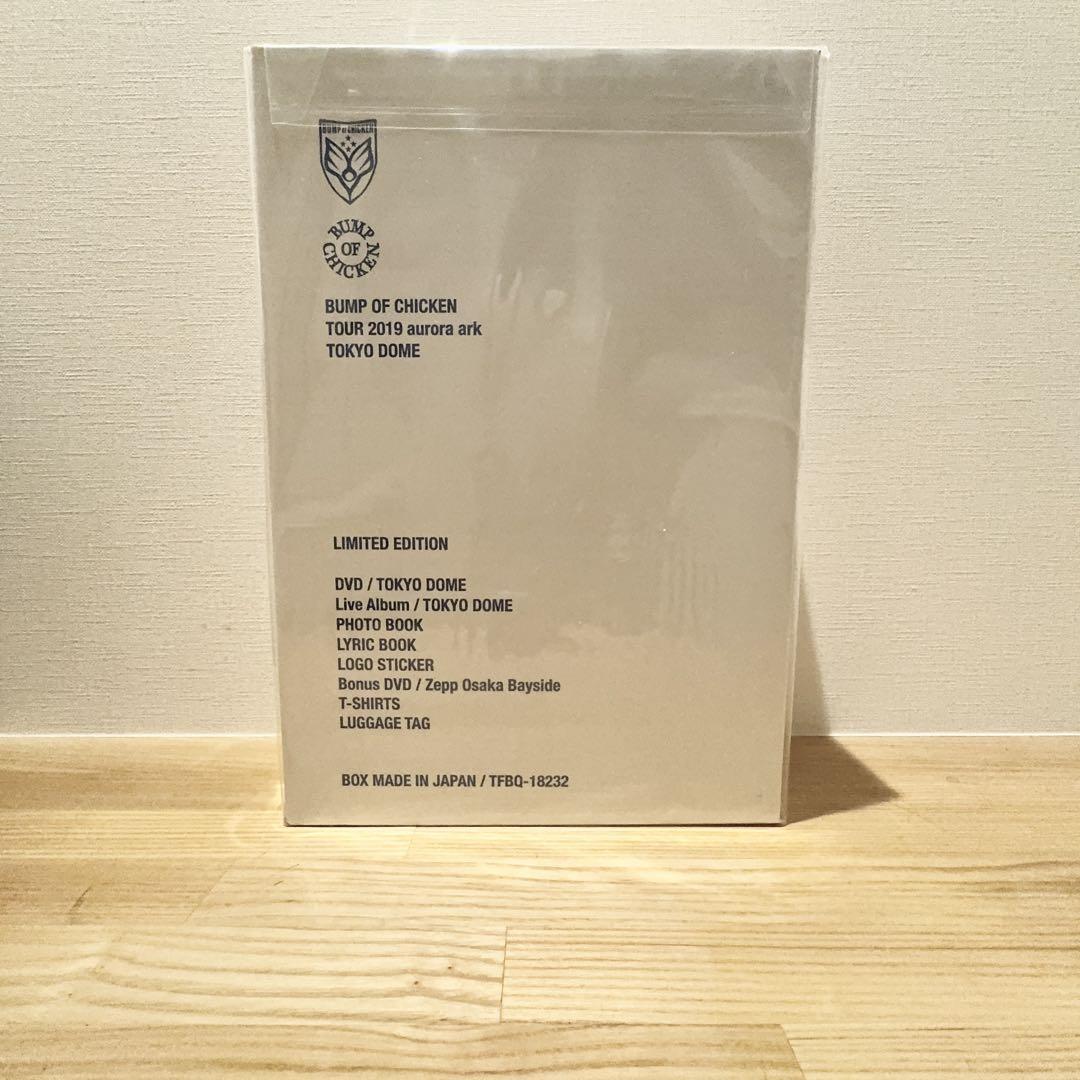 BUMP OF CHICKEN
BUMP
OF
CHICKEN
BUMP OF CHICKEN
TOUR 2019 aurora ark
TOKYO DOME
LIMITED EDITION
DVD / TOKYO DOME
Live Album / TOKYO DOME
PHOTO BOOK
LYRIC BOOK
LOGO STICKER
Bonus DVD / Zepp Osaka Bayside
T-SHIRTS
LUGGAGE TAG
BOX MADE IN JAPAN / TFBQ-18232